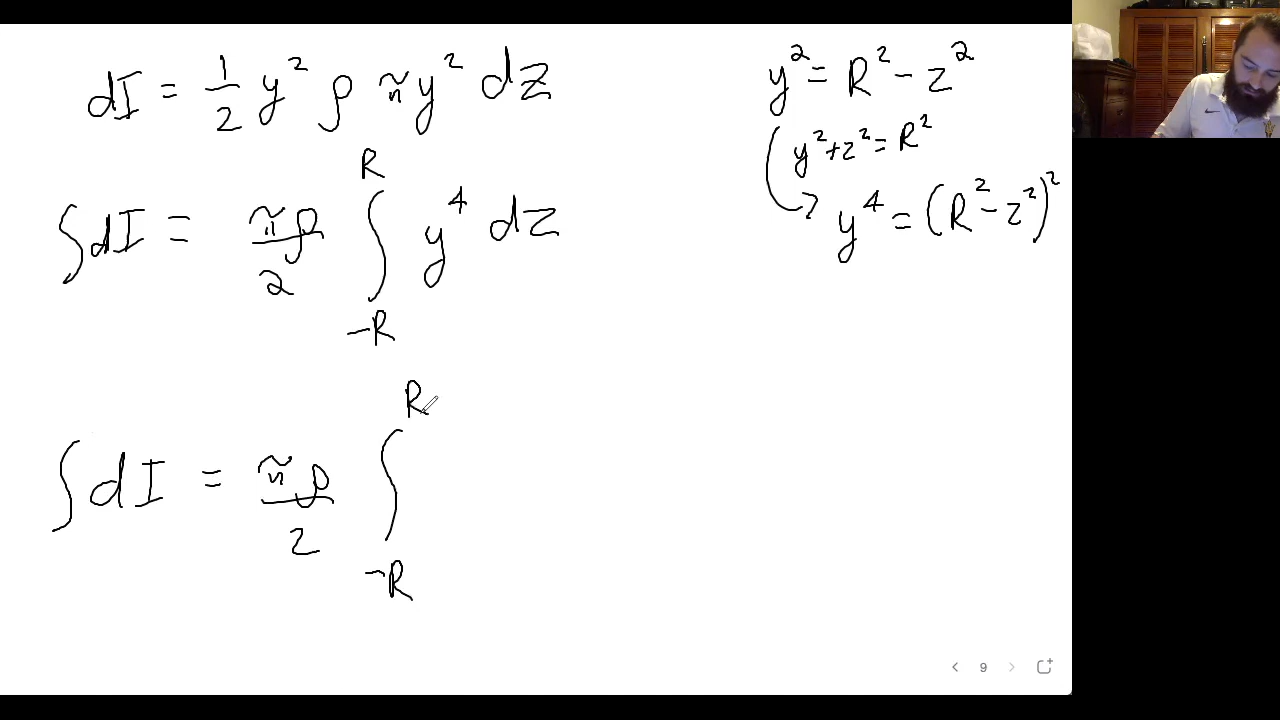 dI = 1/2 y² ρ π y² dz
∫dI = πρ/2 ∫_{-R}^{R} y⁴ dz
∫dI = πρ/2 ∫_{-R}^{R}
y² = R² - z²
y² + z² = R²
y⁴ = (R² - z²)²
9